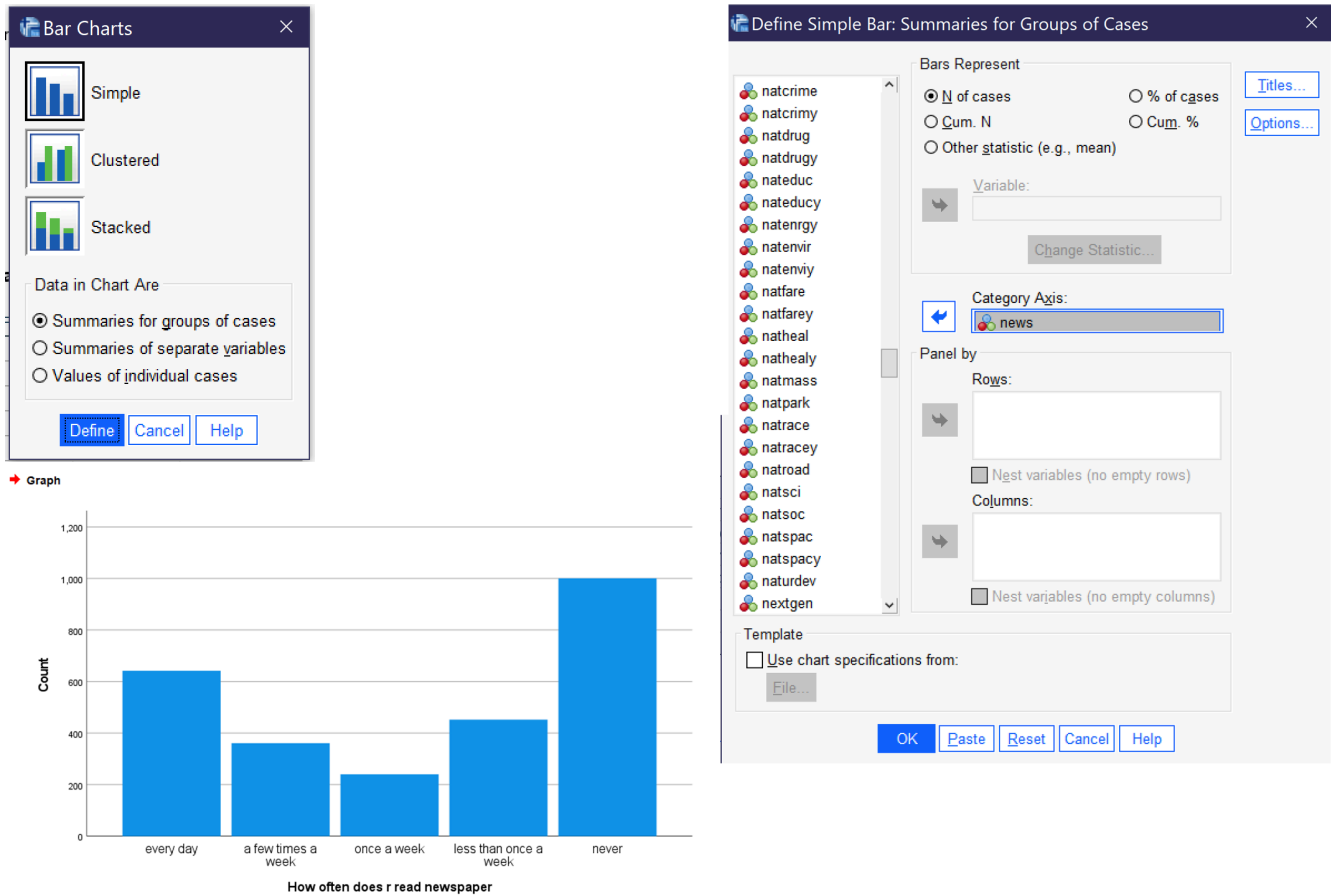 Bar Charts
Simple
Clustered
Stacked
Data in Chart Are
Summaries for groups of cases
Summaries of separate variables
Values of individual cases
Define Cancel Help
Define Simple Bar: Summaries for Groups of Cases
natcrime
natcrimy
natdrug
natdrugy
nateduc
nateducy
natenrgy
natenvir
natenviy
natfare
natfarey
natheal
nathealy
natmass
natpark
natrace
natracey
natroad
natsci
natsoc
natspac
natspacy
naturdev
nextgen
Bars Represent
N of cases % of cases
Cum. N Cum. %
Other statistic (e.g., mean)
Variable:
Change Statistic...
Category Axis:
news
Panel by
Rows:
Nest variables (no empty rows)
Columns:
Nest variables (no empty columns)
Titles...
Options...
Template
Use chart specifications from:
File...
OK Paste Reset Cancel Help
Graph
Count
1,200
1,000
800
600
400
200
0
every day
a few times a
week
once a week
less than once a
week
never
How often does r read newspaper